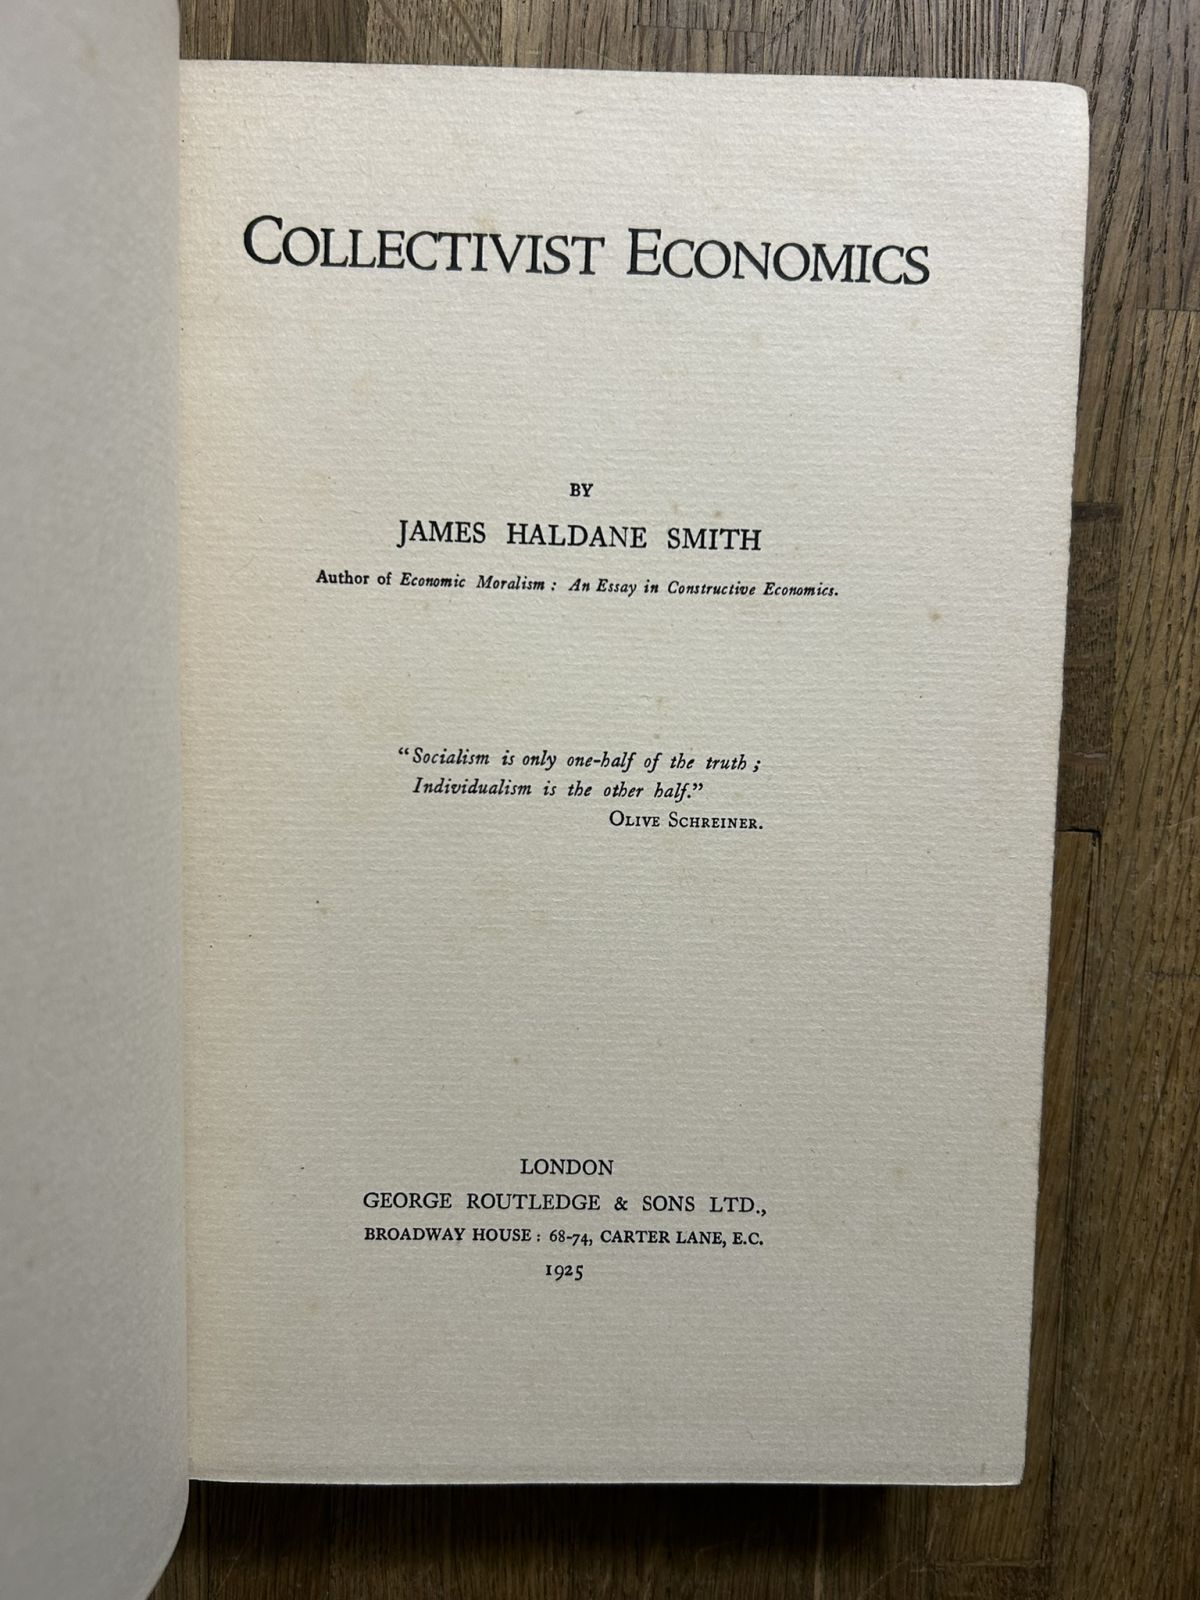 COLLECTIVIST ECONOMICS
BY
JAMES HALDANE SMITH
Author of Economic Moralism : An Essay in Constructive Economics.
“Socialism is only one-half of the truth ;
Individualism is the other half.”
OLIVE SCHREINER.
LONDON
GEORGE ROUTLEDGE & SONS LTD.,
BROADWAY HOUSE : 68-74, CARTER LANE, E.C.
1925